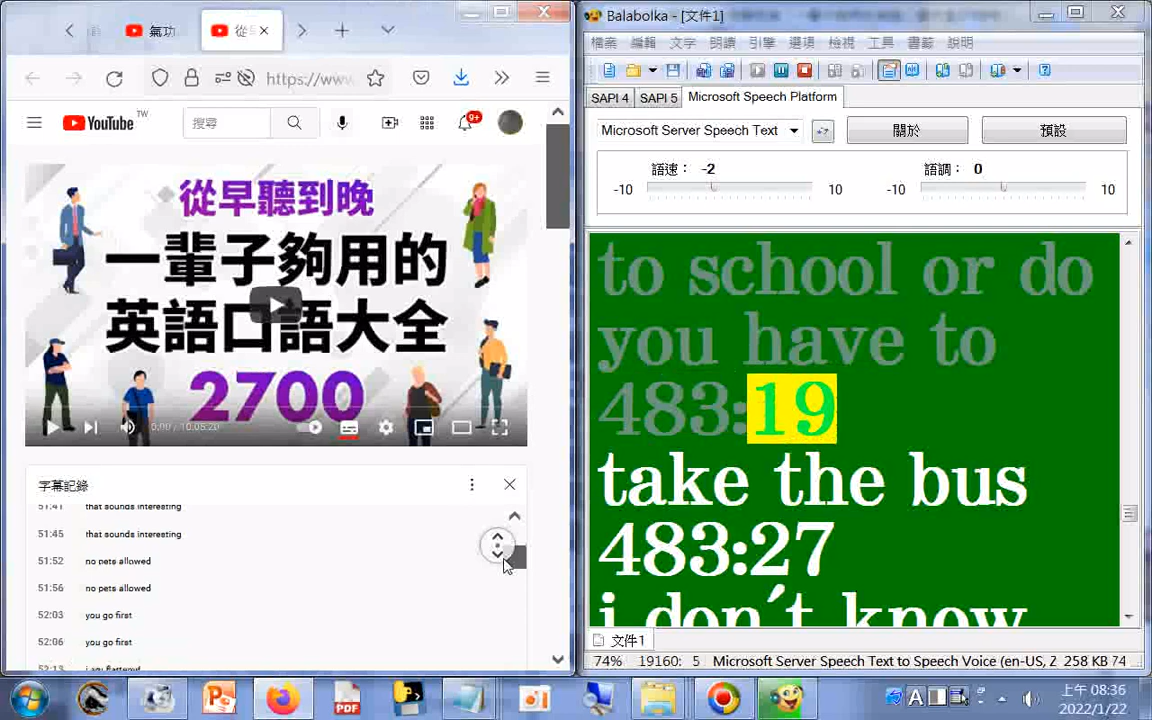 氣功
從
https://www.
YouTube TW
搜尋
9+
從早聽到晚
一輩子夠用的
英語口語大全
2700
0:00 / 10:05:20
字幕記錄
51:41 that sounds interesting
51:45 that sounds interesting
51:52 no pets allowed
51:56 no pets allowed
52:03 you go first
52:06 you go first
52:13 i am flattered
Balabolka - [文件1]
檔案 編輯 文字 朗讀 引擎 選項 檢視 工具 書籤 說明
SAPI 4 SAPI 5 Microsoft Speech Platform
Microsoft Server Speech Text 關於 預設
語速： -2 語調： 0
-10 10 -10 10
to school or do
you have to
483:19
take the bus
483:27
i don't know
文件1
74% 19160: 5 Microsoft Server Speech Text to Speech Voice (en-US, Z 258 KB 74
PDF
A
上午 08:36
2022/1/22